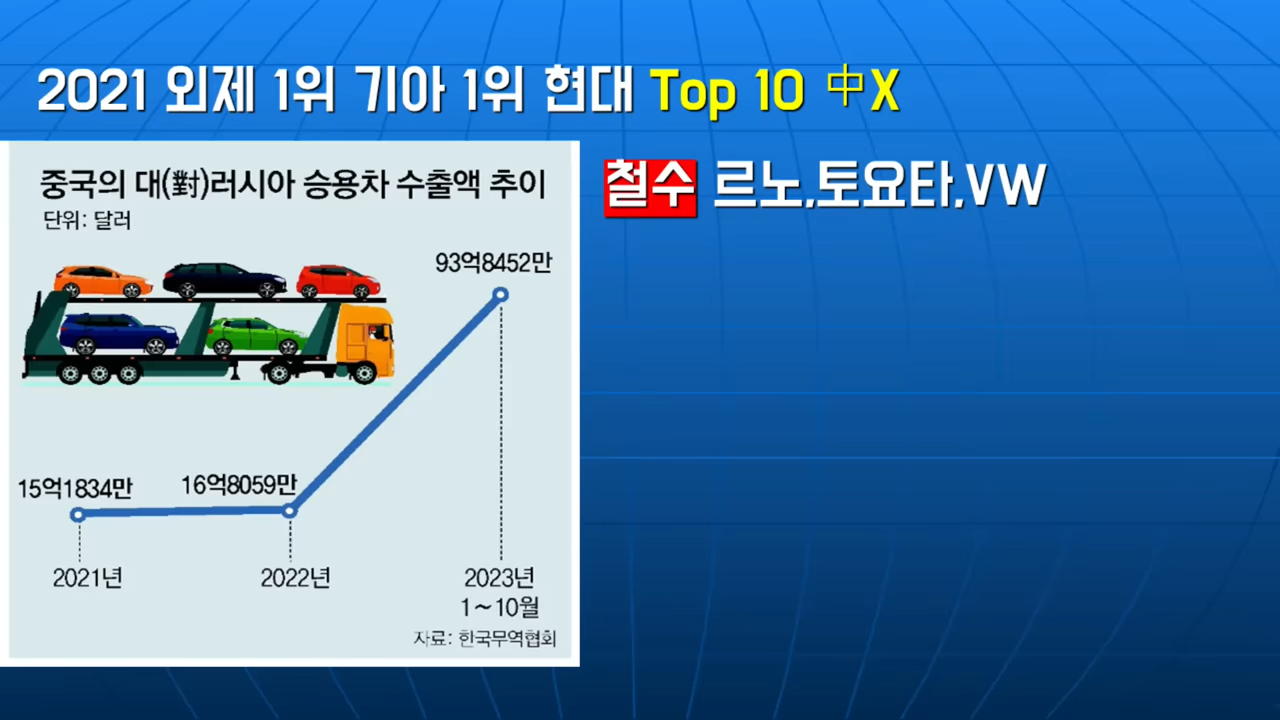 2021 외제 1위 기아 1위 현대 Top 10 中X
철수 르노.토요타.VW
중국의 대(對)러시아 승용차 수출액 추이
단위: 달러
93억8452만
15억1834만
16억8059만
2021년
2022년
2023년
1~10월
자료: 한국무역협회